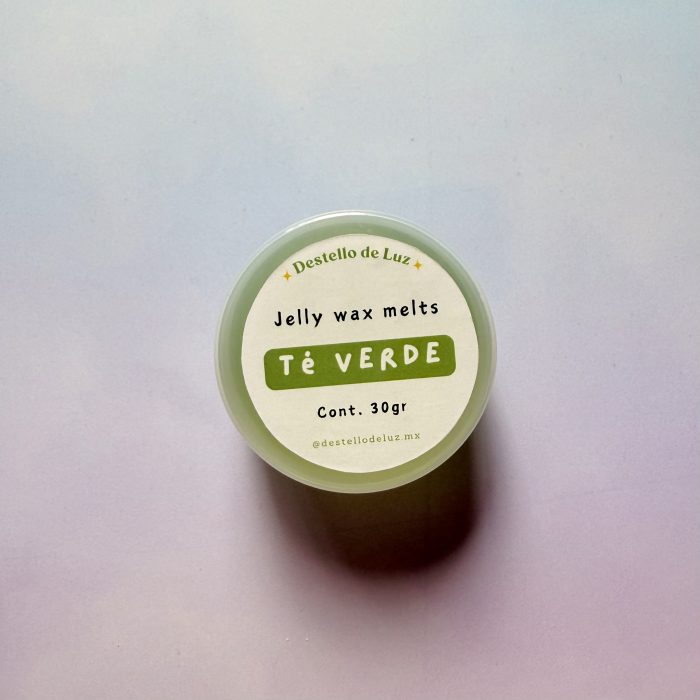 Destello de Luz
Jelly wax melts
Té VERDE
Cont. 30gr
@destellodeluz.mx